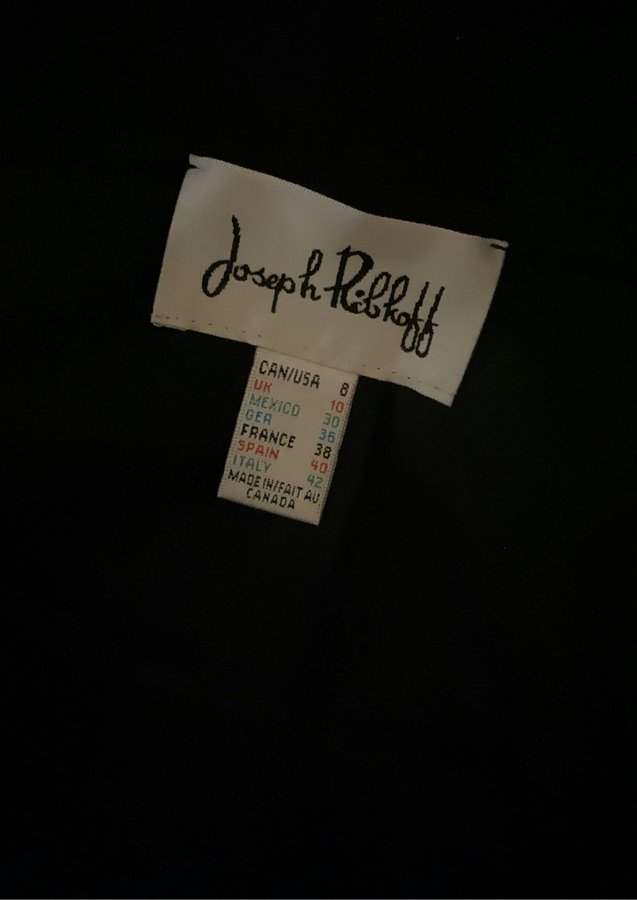 Joseph Ribkoff
CAN/USA 8
UK 10
MEXICO 30
GER 36
FRANCE 38
SPAIN 40
ITALY 42
MADE IN/FAIT AU
CANADA